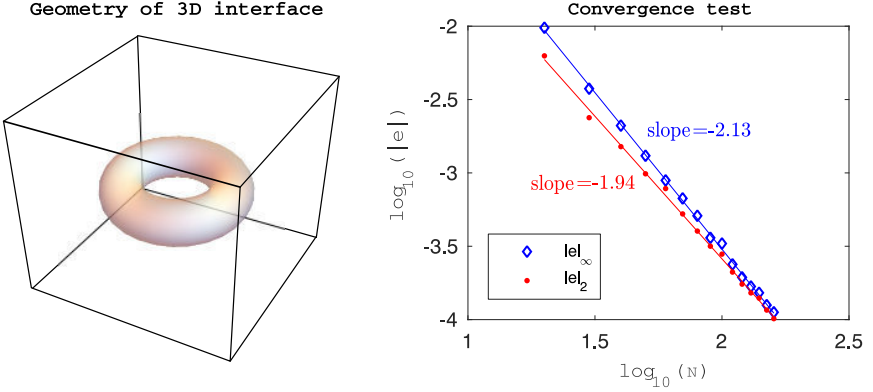 Geometry of 3D interface
Convergence test
-2
-2.5
-3
-3.5
-4
log10(|e|)
slope=-2.13
slope=-1.94
|e|∞
|e|2
1
1.5
2
2.5
log10(N)